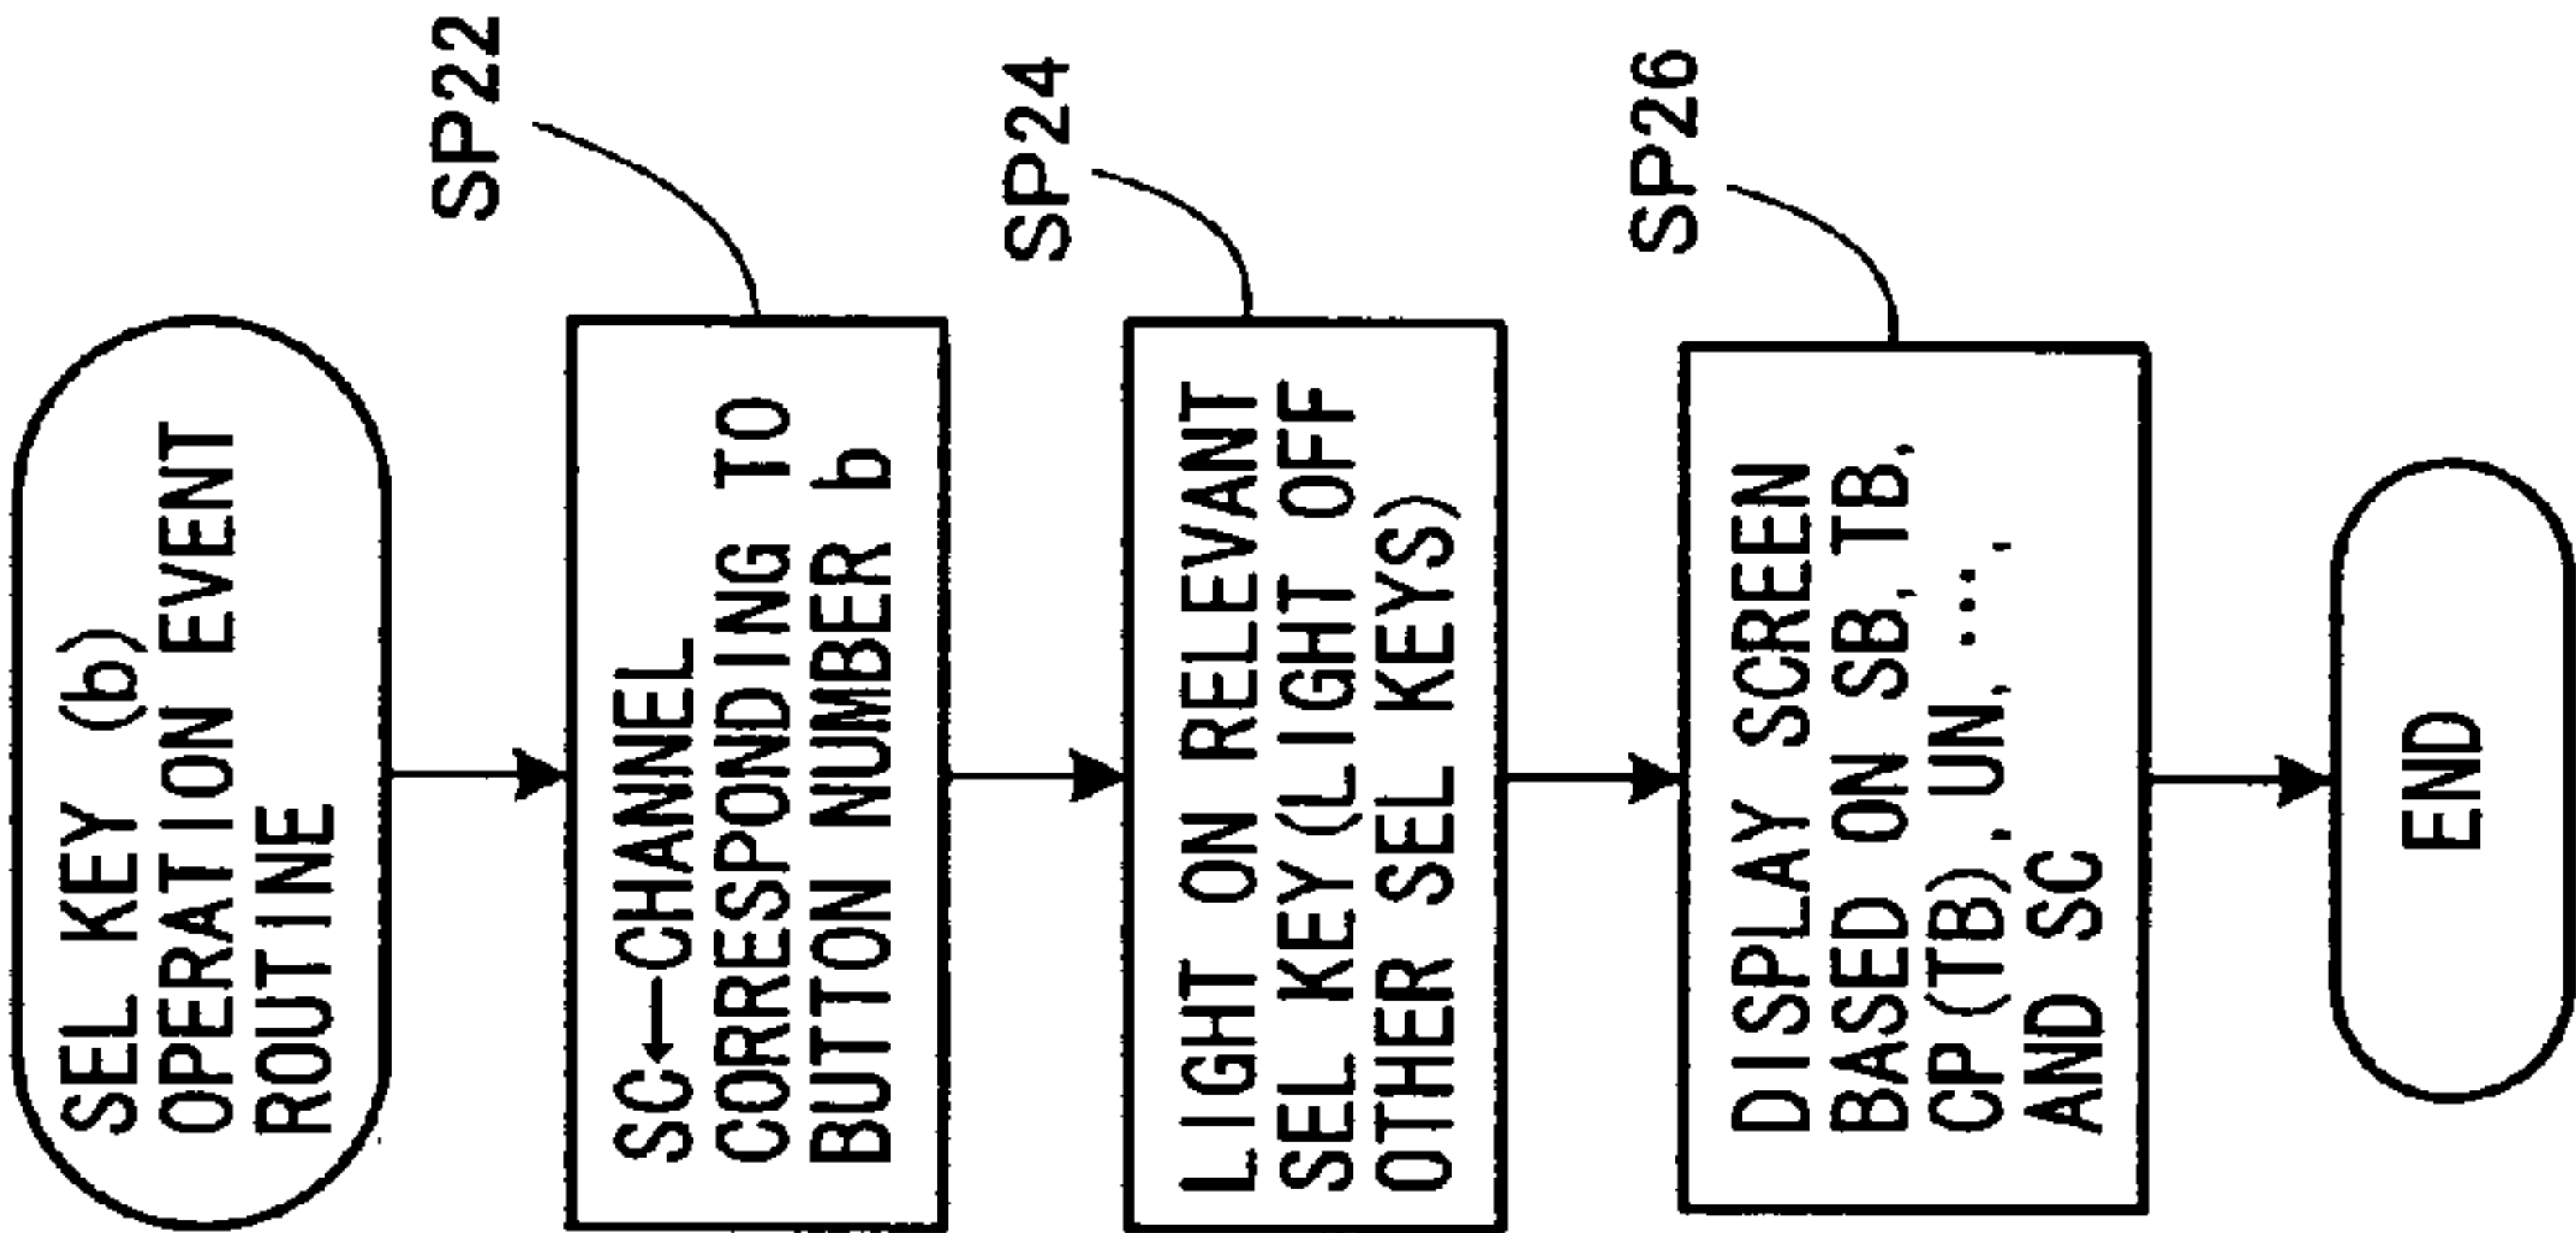 SEL KEY (b)
OPERATION EVENT
ROUTINE
SP22
SC←CHANNEL
CORRESPONDING TO
BUTTON NUMBER b
SP24
LIGHT ON RELEVANT
SEL KEY(LIGHT OFF
OTHER SEL KEYS)
SP26
DISPLAY SCREEN
BASED ON SB, TB,
CP(TB), UN, ...,
AND SC
END